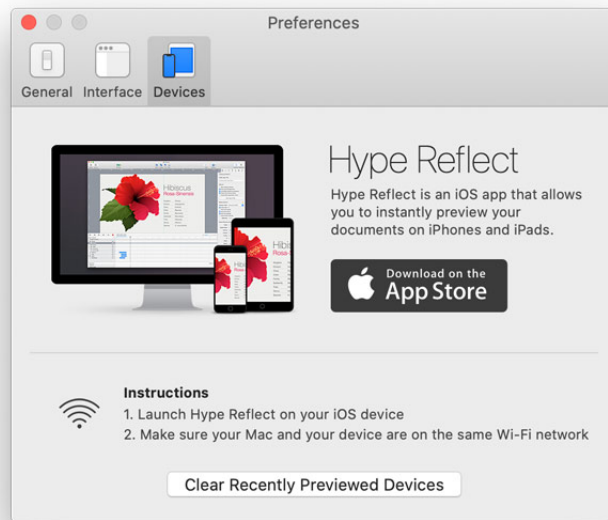 Preferences
General Interface Devices
Hype Reflect
Hype Reflect is an iOS app that allows
you to instantly preview your
documents on iPhones and iPads.
Download on the
App Store
Hibiscus
Rosa-Sinensis
Instructions
1. Launch Hype Reflect on your iOS device
2. Make sure your Mac and your device are on the same Wi-Fi network
Clear Recently Previewed Devices